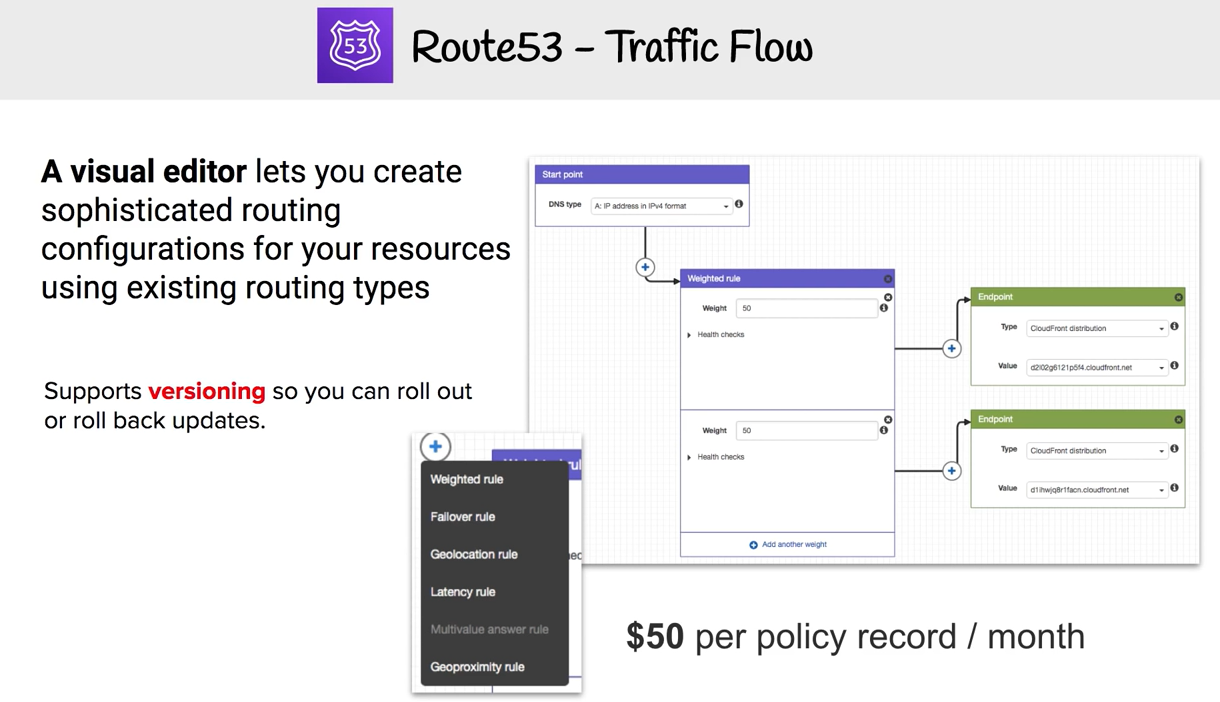 53
Route53 – Traffic Flow
A visual editor lets you create
sophisticated routing
configurations for your resources
using existing routing types
Supports versioning so you can roll out
or roll back updates.
Start point
DNS type
A: IP address in IPv4 format
Weighted rule
Weight
50
Health checks
Weight
50
Health checks
Add another weight
Endpoint
Type
CloudFront distribution
Value
d2l02g6121p5f4.cloudfront.net
Endpoint
Type
CloudFront distribution
Value
d1lhwjq8r1facn.cloudfront.net
Weighted rule
Failover rule
Geolocation rule
Latency rule
Multivalue answer rule
Geoproximity rule
$50 per policy record / month